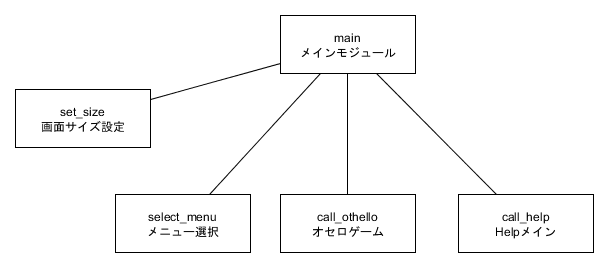 main
メインモジュール
set_size
画面サイズ設定
select_menu
メニュー選択
call_othello
オセロゲーム
call_help
Helpメイン